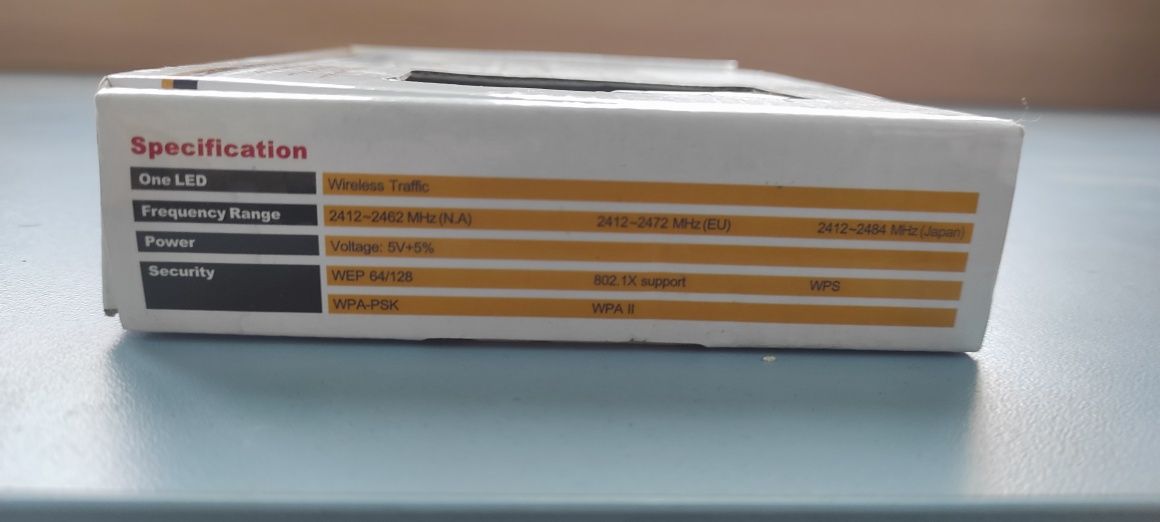 Specification
One LED Wireless Traffic
Frequency Range 2412~2462 MHz (N.A) 2412~2472 MHz (EU) 2412~2484 MHz (Japan)
Power Voltage: 5V+5%
Security WEP 64/128 802.1X support WPS
WPA-PSK WPA II